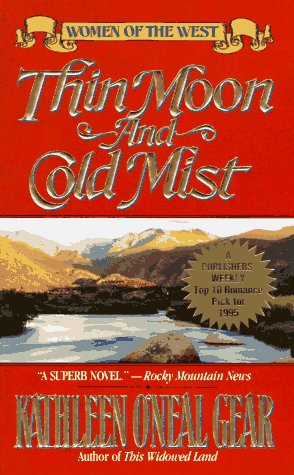 WOMEN OF THE WEST
Thin Moon
And
Cold Mist
A
PUBLISHERS
WEEKLY
Top 10 Romance
Pick for
1995
"A SUPERB NOVEL." —Rocky Mountain News
KATHLEEN O'NEAL GEAR
Author of This Widowed Land